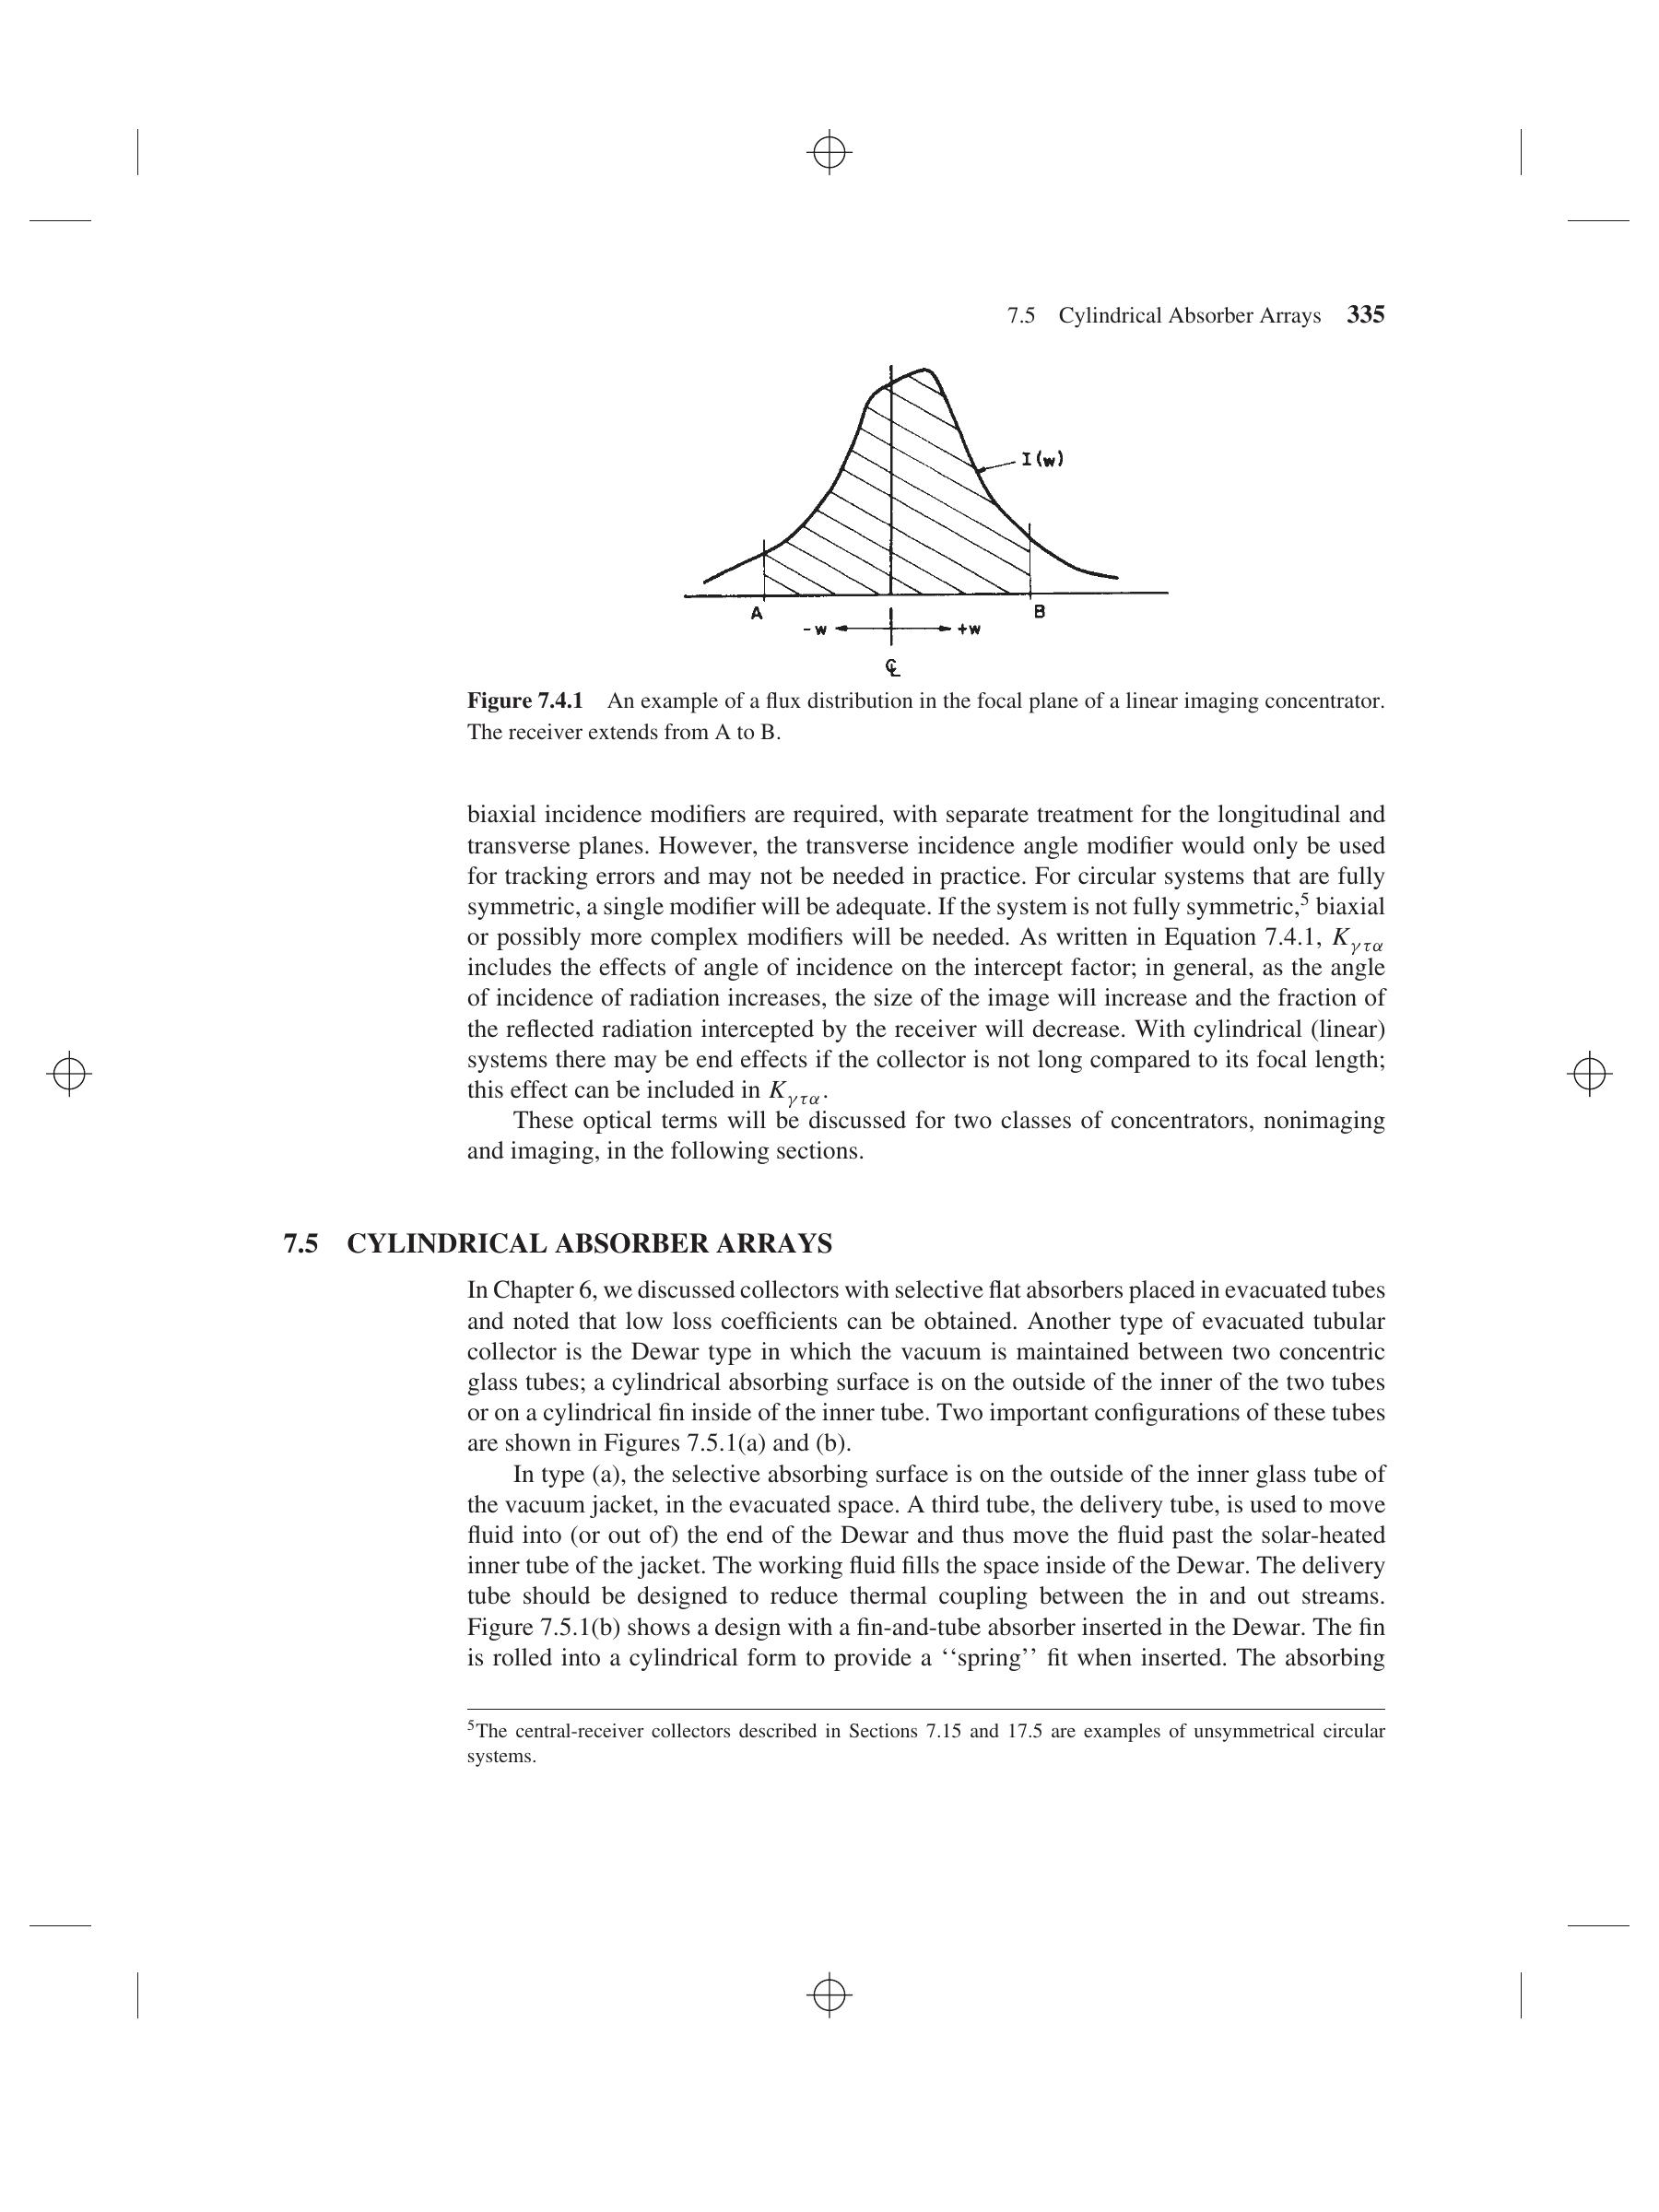 7.5 Cylindrical Absorber Arrays 335
I(w)
A
B
-w
+w
℄
Figure 7.4.1 An example of a flux distribution in the focal plane of a linear imaging concentrator.
The receiver extends from A to B.
biaxial incidence modifiers are required, with separate treatment for the longitudinal and
transverse planes. However, the transverse incidence angle modifier would only be used
for tracking errors and may not be needed in practice. For circular systems that are fully
symmetric, a single modifier will be adequate. If the system is not fully symmetric,⁵ biaxial
or possibly more complex modifiers will be needed. As written in Equation 7.4.1, Kγτα
includes the effects of angle of incidence on the intercept factor; in general, as the angle
of incidence of radiation increases, the size of the image will increase and the fraction of
the reflected radiation intercepted by the receiver will decrease. With cylindrical (linear)
systems there may be end effects if the collector is not long compared to its focal length;
this effect can be included in Kγτα.
These optical terms will be discussed for two classes of concentrators, nonimaging
and imaging, in the following sections.
7.5 CYLINDRICAL ABSORBER ARRAYS
In Chapter 6, we discussed collectors with selective flat absorbers placed in evacuated tubes
and noted that low loss coefficients can be obtained. Another type of evacuated tubular
collector is the Dewar type in which the vacuum is maintained between two concentric
glass tubes; a cylindrical absorbing surface is on the outside of the inner of the two tubes
or on a cylindrical fin inside of the inner tube. Two important configurations of these tubes
are shown in Figures 7.5.1(a) and (b).
In type (a), the selective absorbing surface is on the outside of the inner glass tube of
the vacuum jacket, in the evacuated space. A third tube, the delivery tube, is used to move
fluid into (or out of) the end of the Dewar and thus move the fluid past the solar-heated
inner tube of the jacket. The working fluid fills the space inside of the Dewar. The delivery
tube should be designed to reduce thermal coupling between the in and out streams.
Figure 7.5.1(b) shows a design with a fin-and-tube absorber inserted in the Dewar. The fin
is rolled into a cylindrical form to provide a ‘‘spring’’ fit when inserted. The absorbing
⁵The central-receiver collectors described in Sections 7.15 and 17.5 are examples of unsymmetrical circular
systems.